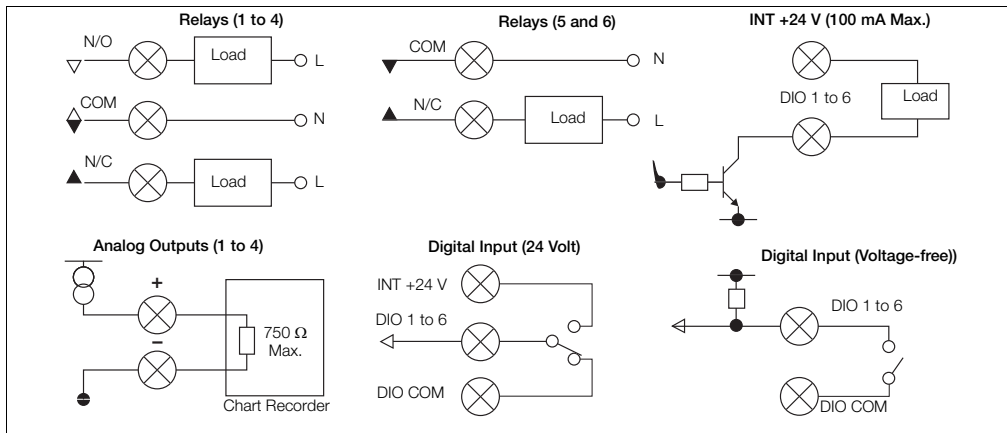 Relays (1 to 4)
N/O
Load
L
COM
N
N/C
Load
L
Relays (5 and 6)
COM
N
N/C
Load
L
INT +24 V (100 mA Max.)
DIO 1 to 6
Load
Analog Outputs (1 to 4)
+
–
750 Ω
Max.
Chart Recorder
Digital Input (24 Volt)
INT +24 V
DIO 1 to 6
DIO COM
Digital Input (Voltage-free))
DIO 1 to 6
DIO COM